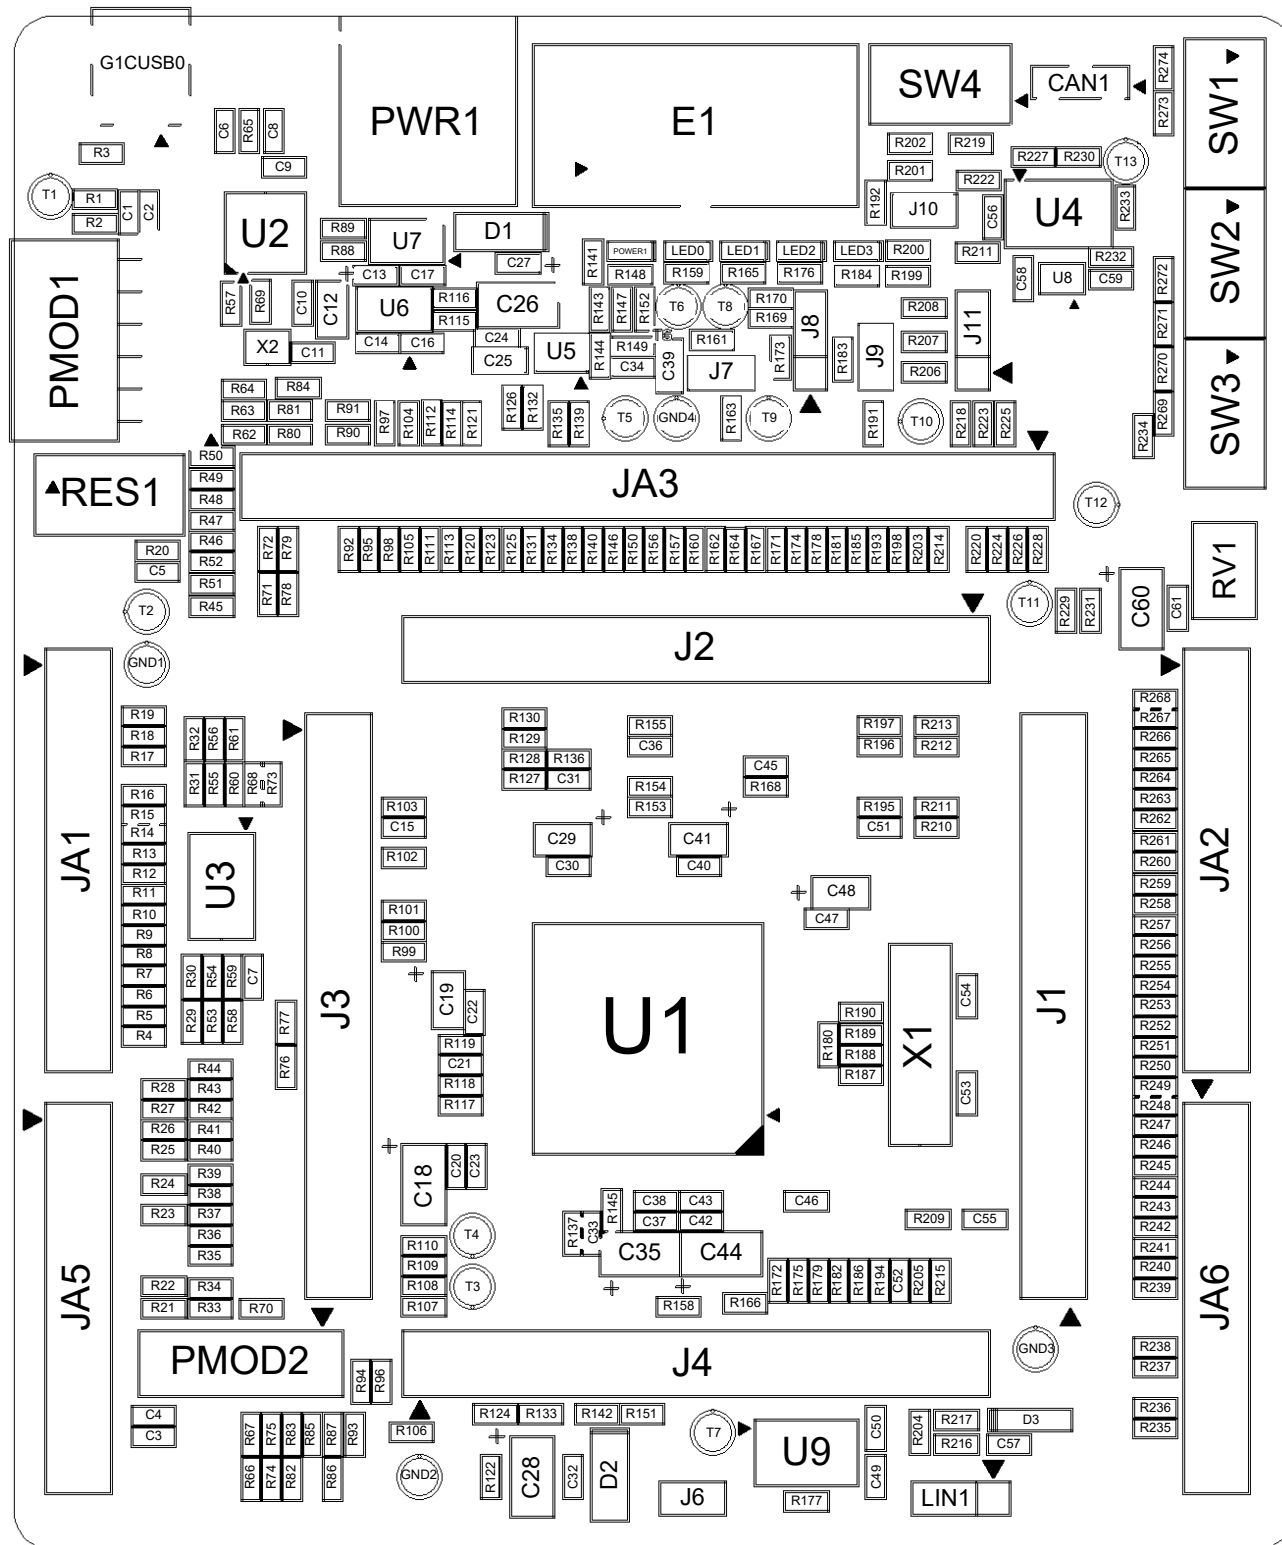 G1CUSB0
PWR1
E1
SW4
CAN1
R274
R273
SW1
C6
R65
C8
R3
C9
R202
R219
R201
R227
R230
T13
R222
T1
R1
R2
C1
C2
U2
R89
R88
U7
D1
R192
J10
C56
U4
R233
C13
C17
C27
R141
POWER1
LED0
LED1
LED2
LED3
R200
R148
R159
R165
R176
R184
R199
R211
C58
U8
R232
C59
SW2
R272
R271
PMOD1
R57
R69
C10
C12
U6
R116
R115
C26
R143
R147
R152
T6
T8
R170
R169
J8
R208
J11
X2
C11
C14
C16
C24
C25
U5
R144
R149
C34
C39
R161
J7
R173
R183
J9
R207
R206
R270
R269
R234
SW3
R64
R84
R63
R81
R91
R62
R80
R90
R97
R104
R112
R114
R121
R126
R132
R135
R139
T5
GND4
R163
T9
R191
T10
R218
R223
R225
RES1
R50
R49
R48
R47
R46
R52
R51
R45
JA3
T12
R20
C5
T2
GND1
R72
R79
R71
R78
R92
R95
R98
R105
R111
R113
R120
R123
R125
R131
R134
R138
R140
R146
R150
R156
R157
R160
R162
R164
R167
R171
R174
R178
R181
R185
R193
R198
R203
R214
R220
R224
R226
R228
T11
R229
R231
C60
C61
RV1
J2
JA1
R19
R18
R17
R16
R15
R14
R13
R12
R11
R10
R9
R8
R7
R6
R5
R4
R32
R56
R61
R31
R55
R60
R68
R73
U3
R30
R54
R59
C7
R29
R53
R58
R77
R76
J3
R130
R129
R128
R136
R127
C31
R155
C36
R154
R153
C45
R168
R197
R213
R196
R212
R195
R211
C51
R210
R103
C15
R102
R101
R100
R99
C29
C30
C41
C40
C48
C47
U1
C19
C22
R119
C21
R118
R117
R180
R190
R189
R188
R187
X1
C54
C53
J1
R268
R267
R266
R265
R264
R263
R262
R261
R260
R259
R258
R257
R256
R255
R254
R253
R252
R251
R250
R249
R248
R247
R246
R245
R244
R243
R242
R241
R240
R239
R238
R237
R236
R235
JA2
JA6
JA5
R44
R28
R43
R27
R42
R26
R41
R25
R40
R39
R24
R38
R23
R37
R36
R35
R22
R34
R21
R33
R70
C18
C20
C23
T4
T3
R110
R109
R108
R107
R137
C33
R145
C38
C43
C37
C42
C35
C44
C46
R209
C55
R158
R166
R172
R175
R179
R182
R186
R194
C52
R205
R215
PMOD2
R94
R96
J4
GND3
C4
C3
R67
R75
R83
R85
R87
R93
R66
R74
R82
R86
R106
GND2
R124
R133
R142
R151
R122
C28
C32
D2
T7
J6
U9
R177
C50
C49
R204
R217
R216
D3
C57
LIN1